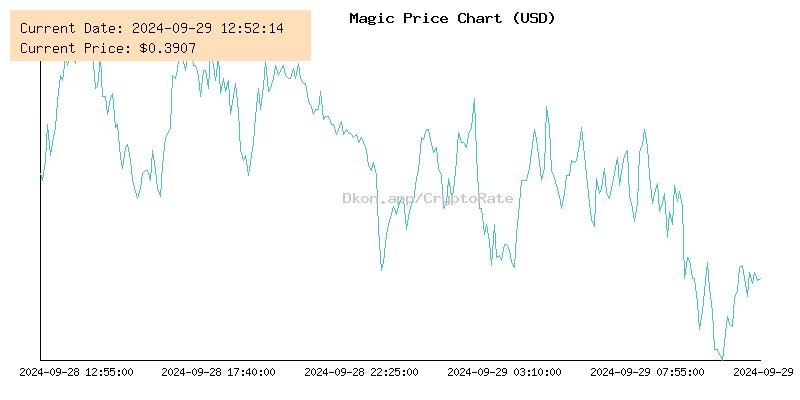 Magic Price Chart (USD)
Current Date: 2024-09-29 12:52:14
Current Price: $0.3907
Dkon.app/CryptoRate
2024-09-28 12:55:00
2024-09-28 17:40:00
2024-09-28 22:25:00
2024-09-29 03:10:00
2024-09-29 07:55:00
2024-09-29